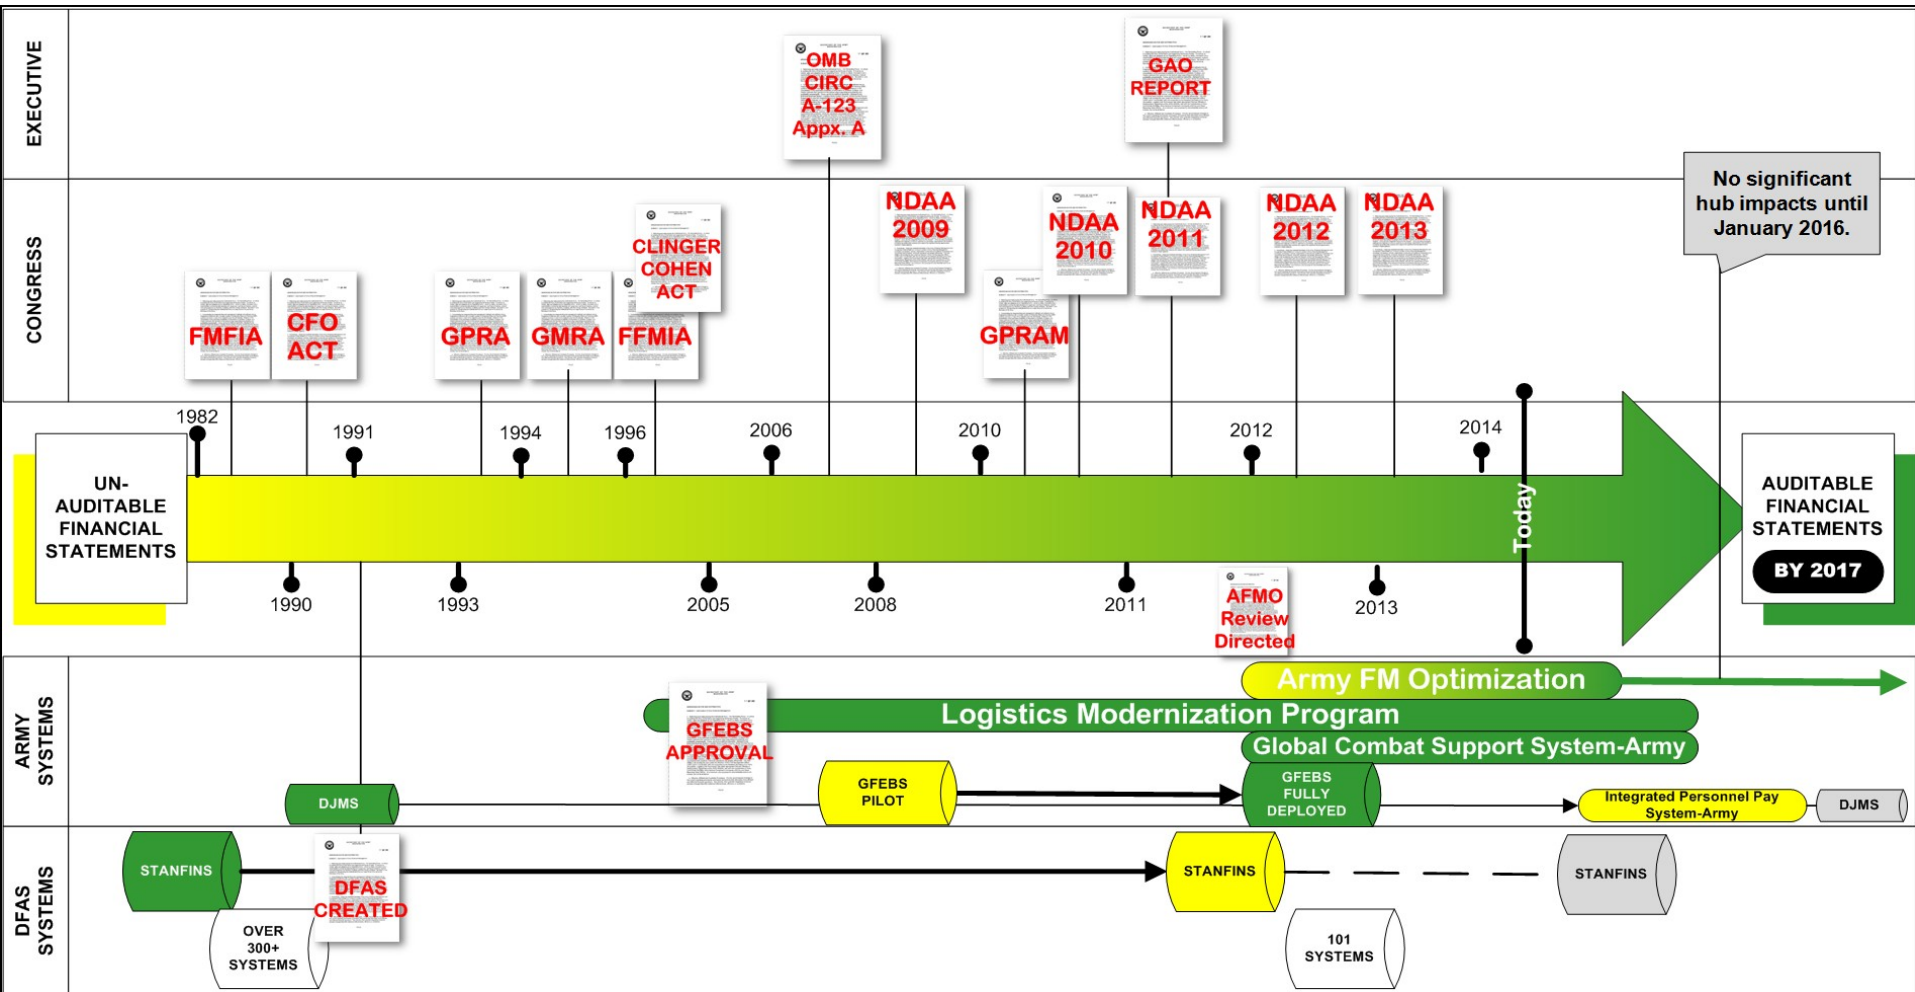 EXECUTIVE
OMB
CIRC
A-123
Appx. A
GAO
REPORT
CONGRESS
FMFIA
CFO
ACT
GPRA
GMRA
FFMIA
CLINGER
COHEN
ACT
NDAA
2009
GPRAM
NDAA
2010
NDAA
2011
NDAA
2012
NDAA
2013
No significant
hub impacts until
January 2016.
1982
1991
1994
1996
2006
2010
2012
2014
UN-
AUDITABLE
FINANCIAL
STATEMENTS
Today
AUDITABLE
FINANCIAL
STATEMENTS
BY 2017
1990
1993
2005
2008
2011
2013
AFMO
Review
Directed
ARMY
SYSTEMS
Army FM Optimization
Logistics Modernization Program
Global Combat Support System-Army
GFEBS
APPROVAL
DJMS
GFEBS
PILOT
GFEBS
FULLY
DEPLOYED
Integrated Personnel Pay
System-Army
DJMS
DFAS
SYSTEMS
STANFINS
DFAS
CREATED
STANFINS
STANFINS
OVER
300+
SYSTEMS
101
SYSTEMS